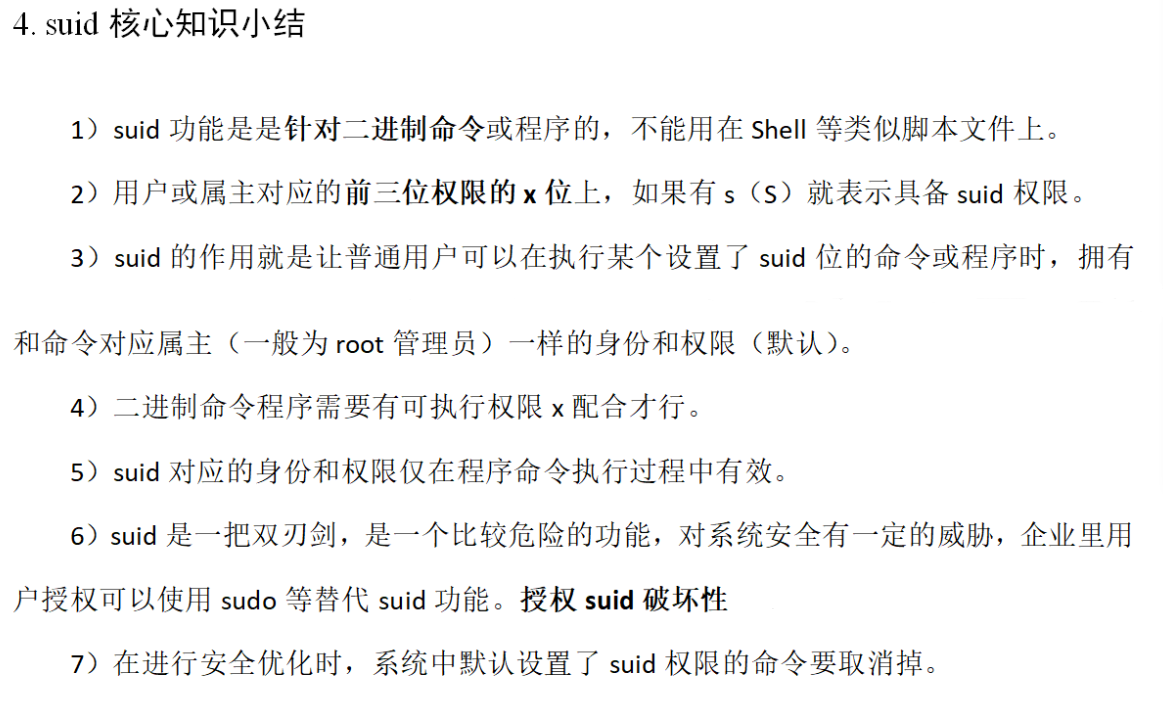 4. suid 核心知识小结
1）suid 功能是是针对二进制命令或程序的，不能用在 Shell 等类似脚本文件上。
2）用户或属主对应的前三位权限的 x 位上，如果有 s（S）就表示具备 suid 权限。
3）suid 的作用就是让普通用户可以在执行某个设置了 suid 位的命令或程序时，拥有
和命令对应属主（一般为 root 管理员）一样的身份和权限（默认）。
4）二进制命令程序需要有可执行权限 x 配合才行。
5）suid 对应的身份和权限仅在程序命令执行过程中有效。
6）suid 是一把双刃剑，是一个比较危险的功能，对系统安全有一定的威胁，企业里用
户授权可以使用 sudo 等替代 suid 功能。授权 suid 破坏性
7）在进行安全优化时，系统中默认设置了 suid 权限的命令要取消掉。